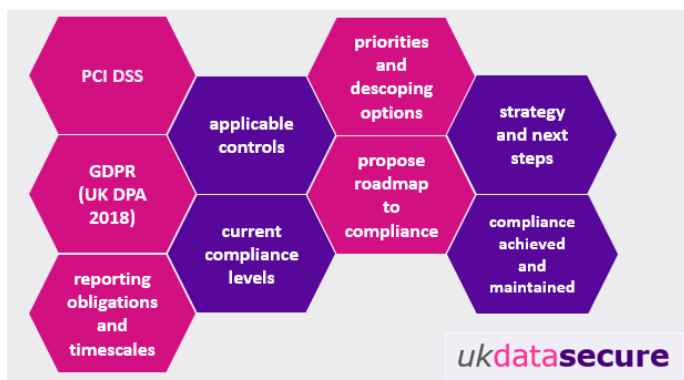 PCI DSS
GDPR
(UK DPA
2018)
reporting
obligations
and
timescales
applicable
controls
current
compliance
levels
priorities
and
descoping
options
propose
roadmap
to
compliance
strategy
and next
steps
compliance
achieved
and
maintained
ukdatasecure